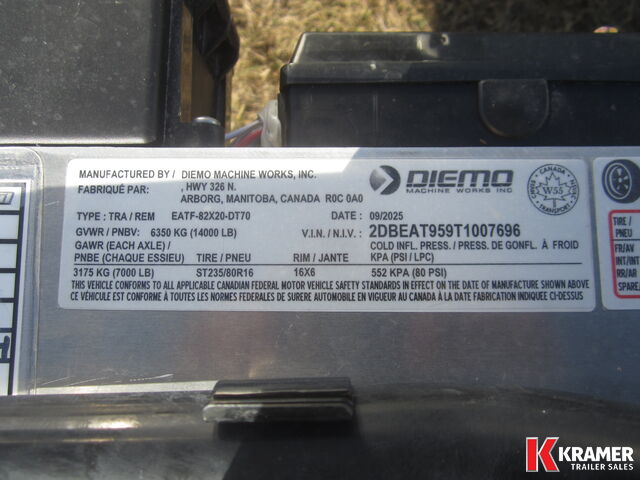 MANUFACTURED BY / DIEMO MACHINE WORKS, INC.
FABRIQUÉ PAR: , HWY 326 N.
ARBORG, MANITOBA, CANADA R0C 0A0
DIEMO
MACHINE WORKS INC
CANADA
W55
TRANSPORT
TYPE : TRA / REM EATF-82X20-DT70 DATE : 09/2025
GVWR / PNBV: 6350 KG (14000 LB) V.I.N. / N.I.V. : 2DBEAT959T1007696
GAWR (EACH AXLE) / COLD INFL. PRESS. / PRESS. DE GONFL. À FROID
PNBE (CHAQUE ESSIEU) TIRE / PNEU RIM / JANTE KPA (PSI / LPC)
3175 KG (7000 LB) ST235/80R16 16X6 552 KPA (80 PSI)
THIS VEHICLE CONFORMS TO ALL APPLICABLE CANADIAN FEDERAL MOTOR VEHICLE SAFETY STANDARDS IN EFFECT ON THE DATE OF MANUFACTURE SHOWN ABOVE
CE VÉHICULE EST CONFORME À TOUTES LES NORMES FÉDÉRALES DE SURETE AUTOMOBILE EN VIGUEUR AU CANADA À LA DATE FABRICATION INDIQUÉE CI-DESSUS
TIRE /
PNEU
FR/AV
INT/INT
RR/
SPARE/
KRAMER
TRAILER SALES